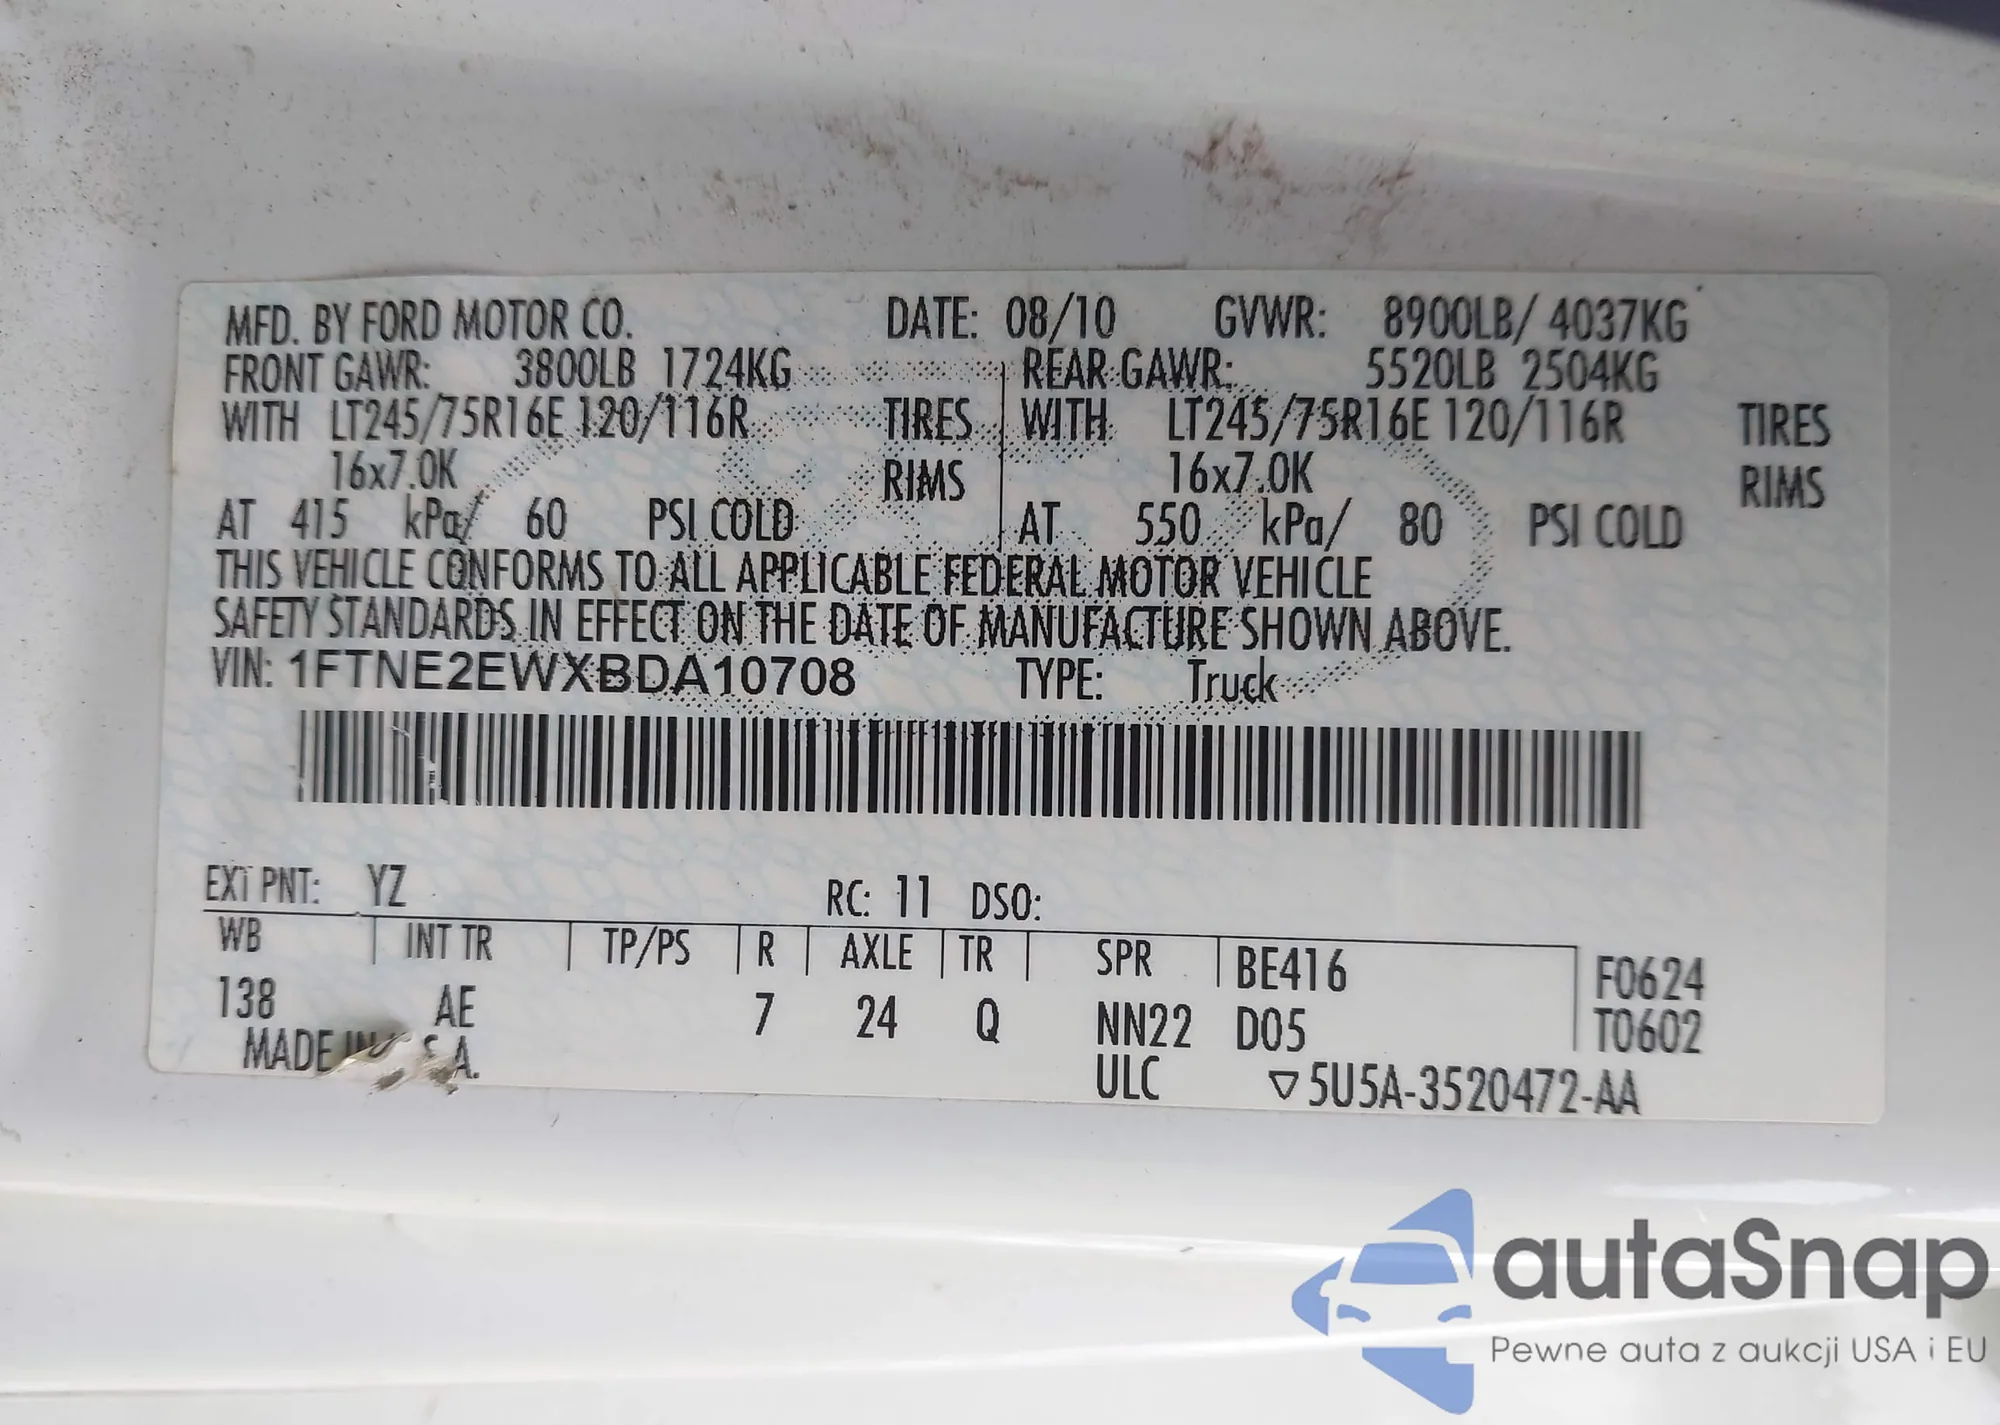 MFD. BY FORD MOTOR CO. DATE: 08/10 GVWR: 8900LB/ 4037KG
FRONT GAWR: 3800LB 1724KG REAR GAWR: 5520LB 2504KG
WITH LT245/75R16E 120/116R TIRES WITH LT245/75R16E 120/116R TIRES
16x7.0K RIMS 16x7.0K RIMS
AT 415 kPa/ 60 PSI COLD AT 550 kPa/ 80 PSI COLD
THIS VEHICLE CONFORMS TO ALL APPLICABLE FEDERAL MOTOR VEHICLE
SAFETY STANDARDS IN EFFECT ON THE DATE OF MANUFACTURE SHOWN ABOVE.
VIN: 1FTNE2EWXBDA10708 TYPE: Truck
EXT PNT: YZ RC: 11 DSO:
WB INT TR TP/PS R AXLE TR SPR BE416 F0624
138 AE 7 24 Q NN22 D05 T0602
MADE IN U.S.A. ULC ▽5U5A-3520472-AA
autaSnap
Pewne auta z aukcji USA i EU